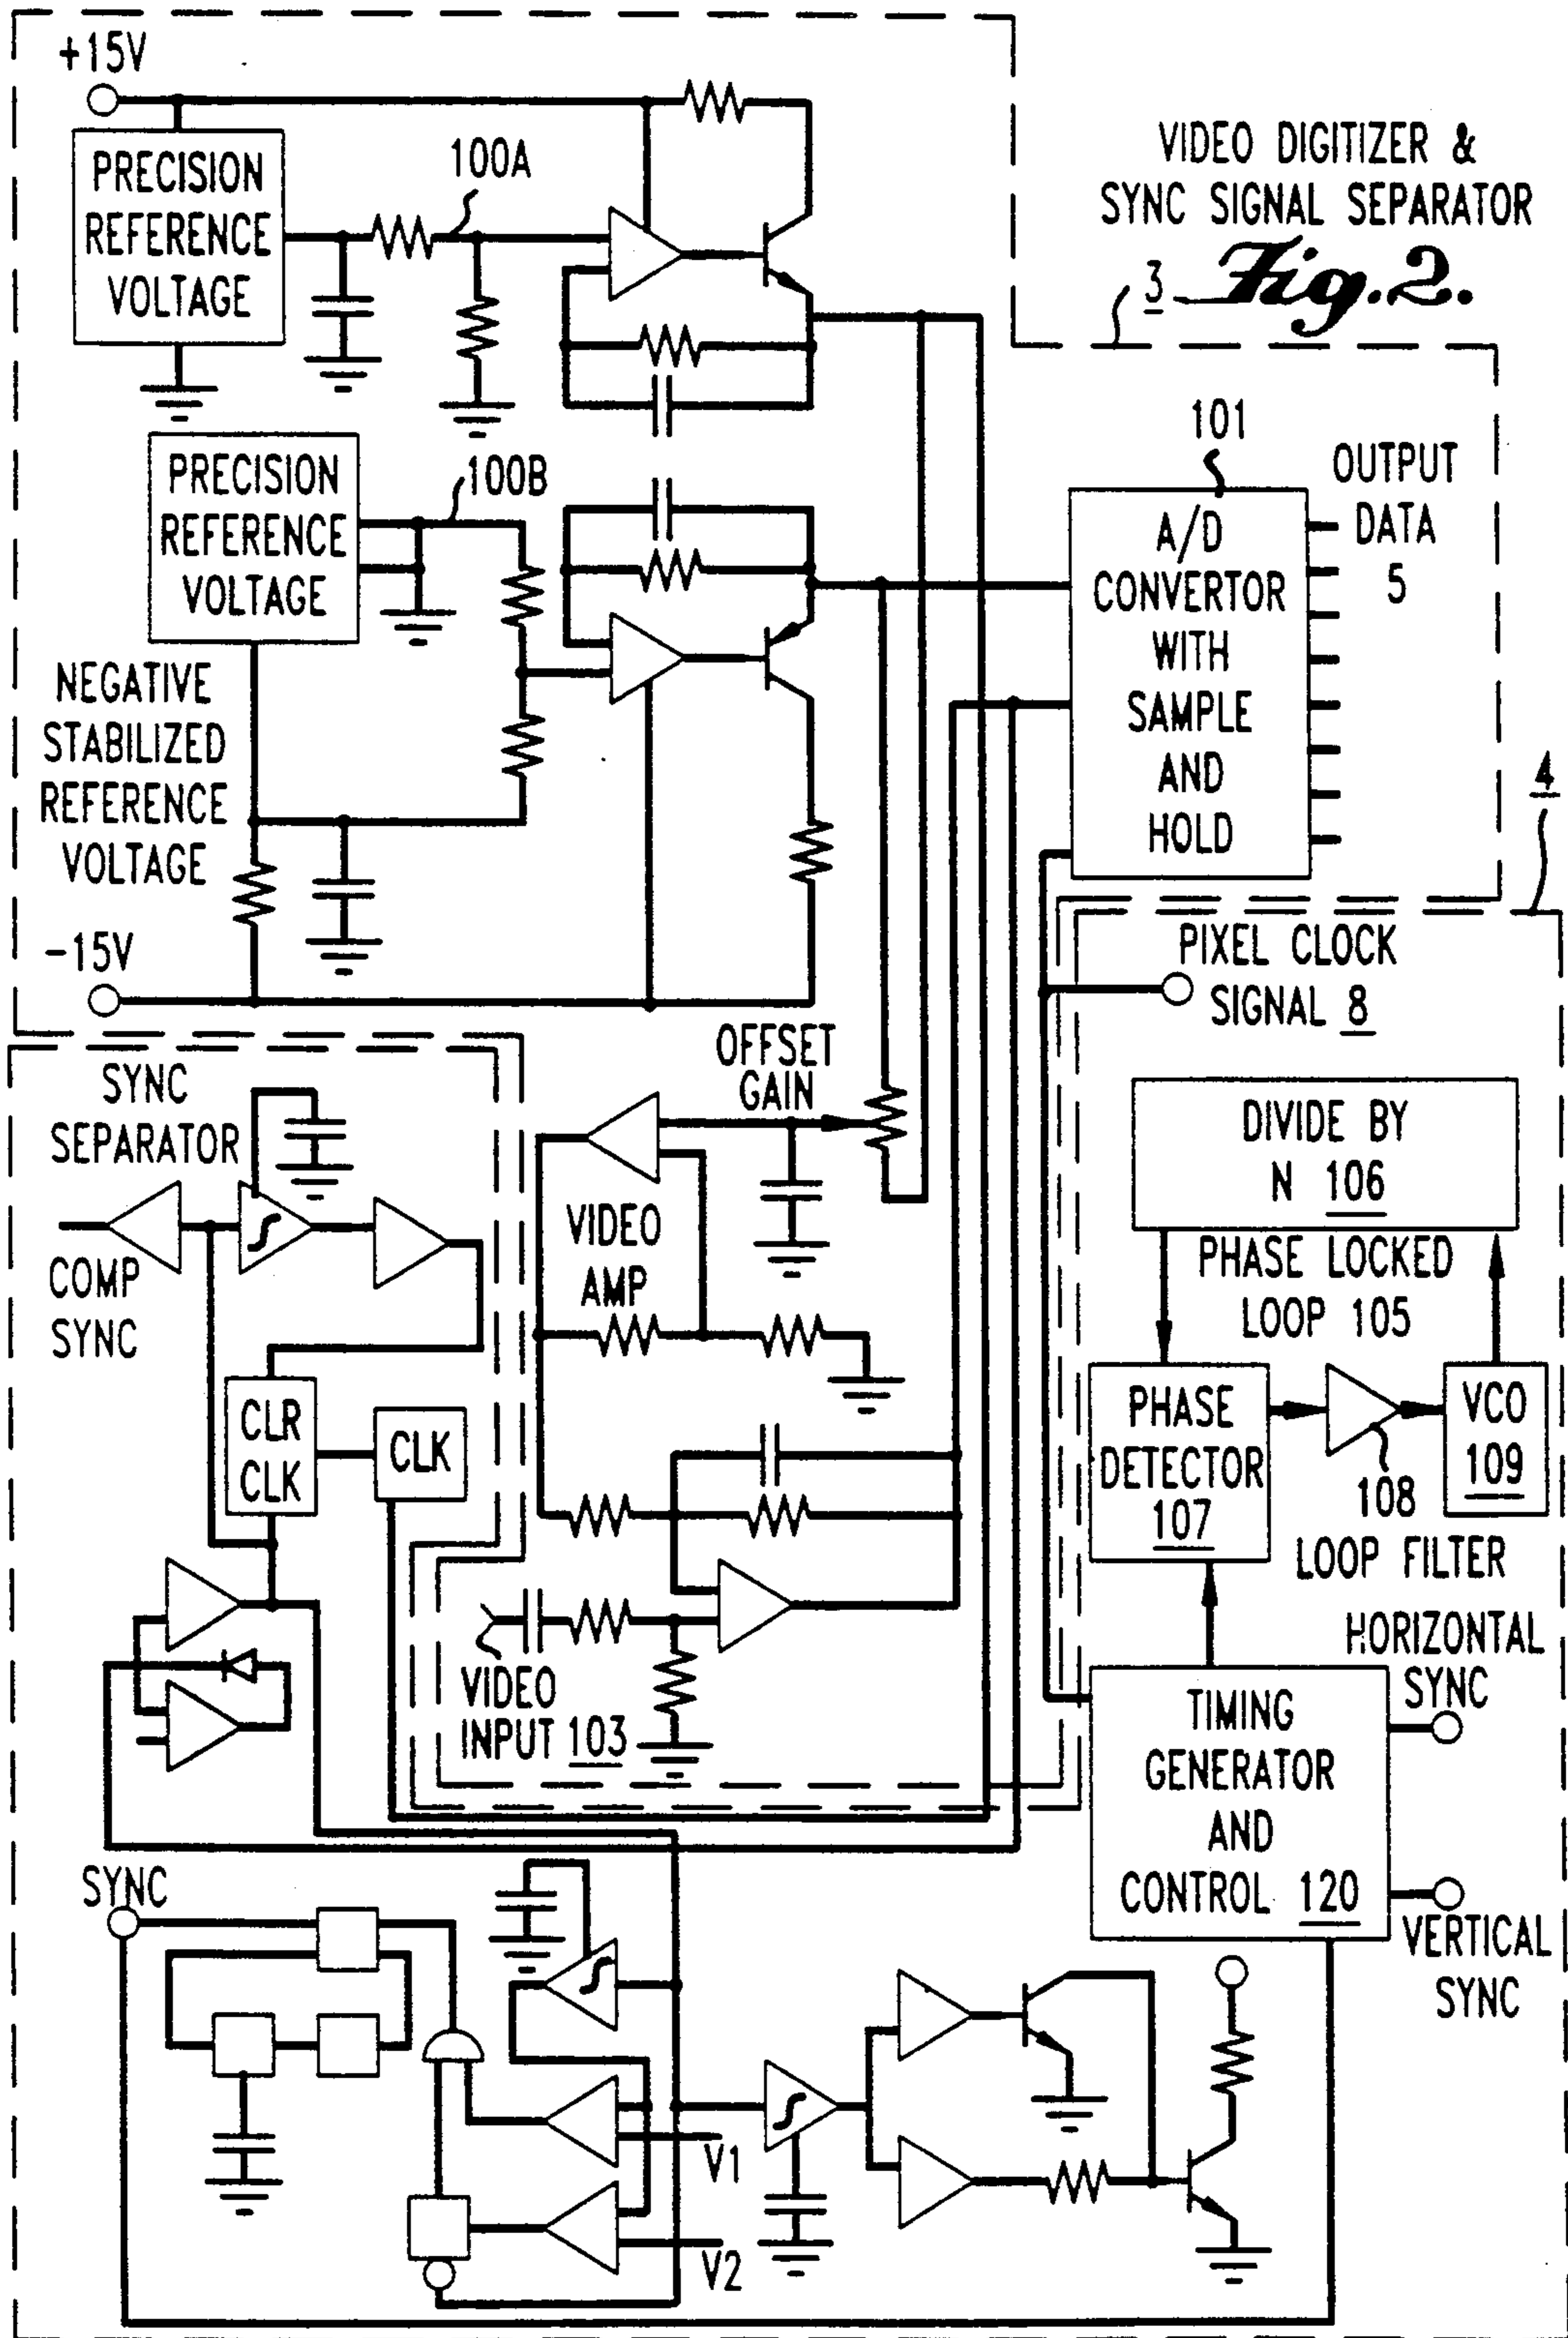 +15V
PRECISION
REFERENCE
VOLTAGE
100A
VIDEO DIGITIZER &
SYNC SIGNAL SEPARATOR
3
Fig.2.
PRECISION
REFERENCE
VOLTAGE
100B
101
A/D
CONVERTOR
WITH
SAMPLE
AND
HOLD
OUTPUT
DATA
5
NEGATIVE
STABILIZED
REFERENCE
VOLTAGE
-15V
4
PIXEL CLOCK
SIGNAL 8
SYNC
SEPARATOR
OFFSET
GAIN
DIVIDE BY
N 106
COMP
SYNC
VIDEO
AMP
PHASE LOCKED
LOOP 105
CLR
CLK
CLK
PHASE
DETECTOR
107
108
LOOP FILTER
VCO
109
VIDEO
INPUT 103
HORIZONTAL
SYNC
TIMING
GENERATOR
AND
CONTROL 120
VERTICAL
SYNC
SYNC
V1
V2